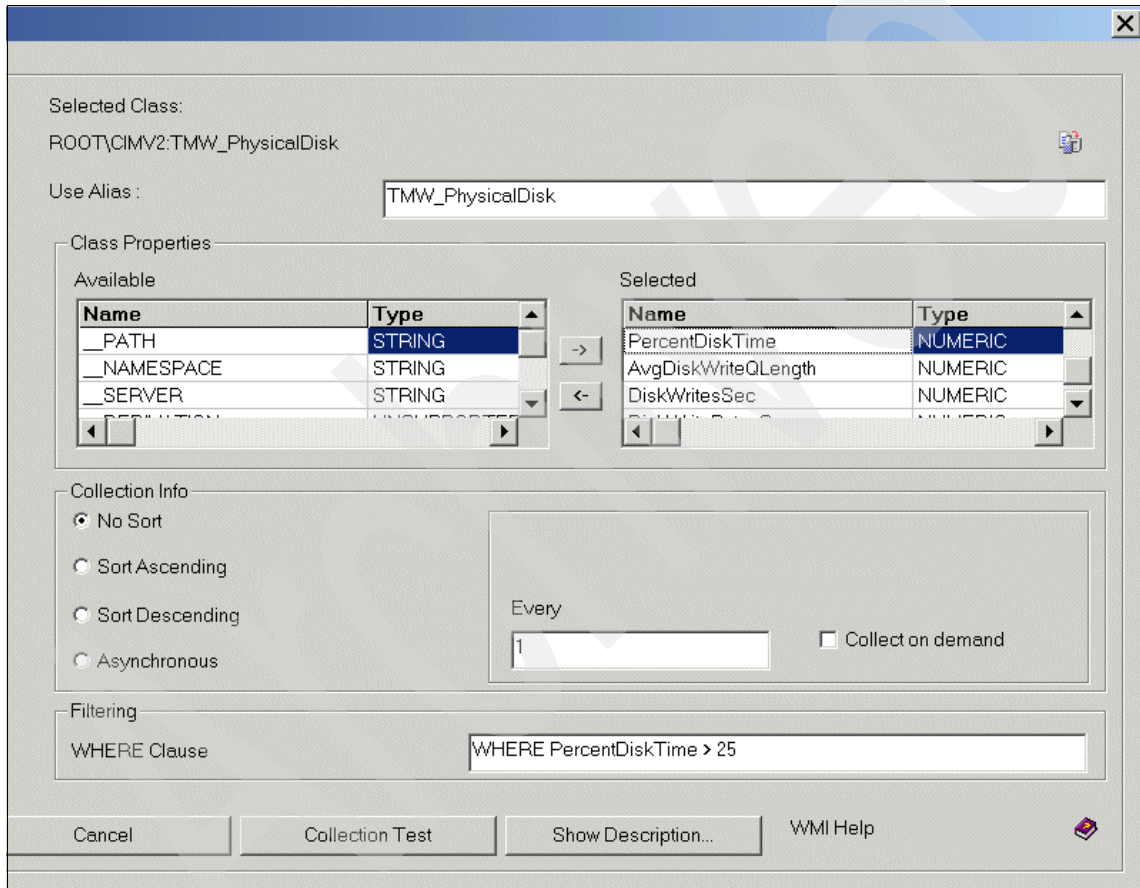 Selected Class:
ROOT\CIMV2:TMW_PhysicalDisk
Use Alias :
TMW_PhysicalDisk
Class Properties
Available
Selected
Name Type
__PATH STRING
__NAMESPACE STRING
__SERVER STRING
->
<-
Name Type
PercentDiskTime NUMERIC
AvgDiskWriteQLength NUMERIC
DiskWritesSec NUMERIC
NUMERIC
Collection Info
No Sort
Sort Ascending
Sort Descending
Asynchronous
Every
1
Collect on demand
Filtering
WHERE Clause
WHERE PercentDiskTime > 25
Cancel
Collection Test
Show Description...
WMI Help